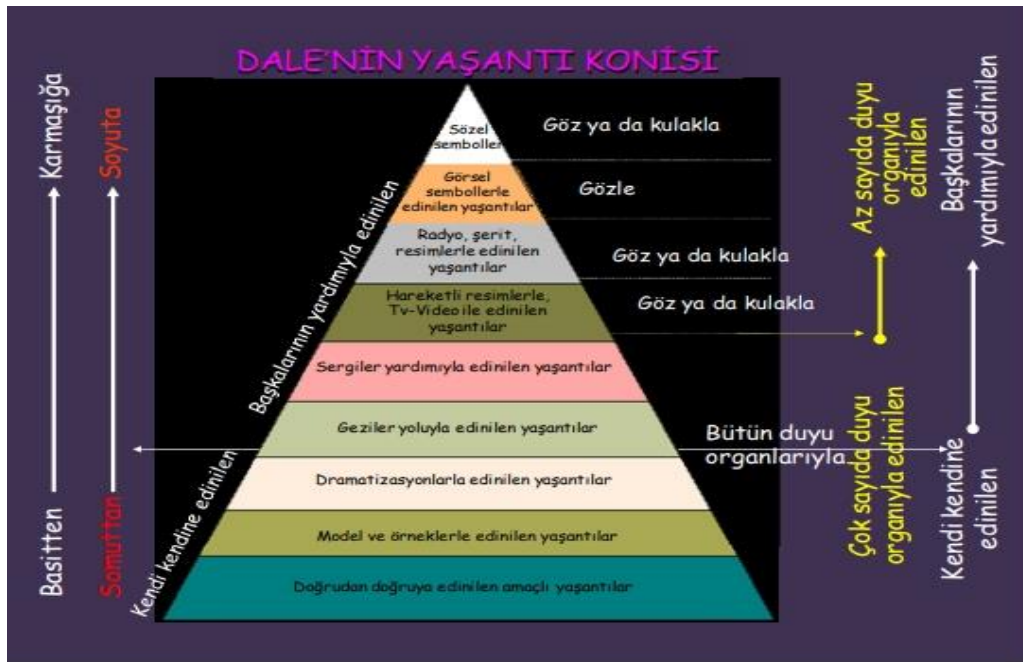 DALE'NİN YAŞANTI KONİSİ
Basitten
Karmaşığa
Somuttan
Soyuta
Kendi kendine edinilen
Başkalarının yardımıyla edinilen
Sözel
semboller
Göz ya da kulakla
Görsel
sembollerle
edinilen yaşantılar
Gözle
Radyo, şerit,
resimlerle edinilen
yaşantılar
Göz ya da kulakla
Hareketli resimlerle,
Tv-Video ile edinilen
yaşantılar
Göz ya da kulakla
Sergiler yardımıyla edinilen yaşantılar
Geziler yoluyla edinilen yaşantılar
Bütün duyu
organlarıyla
Dramatizasyonlarla edinilen yaşantılar
Model ve örneklerle edinilen yaşantılar
Doğrudan doğruya edinilen amaçlı yaşantılar
Az sayıda duyu
organıyla
edinilen
Çok sayıda duyu
organıyla edinilen
Başkalarının
yardımıyla edinilen
Kendi kendine
edinilen